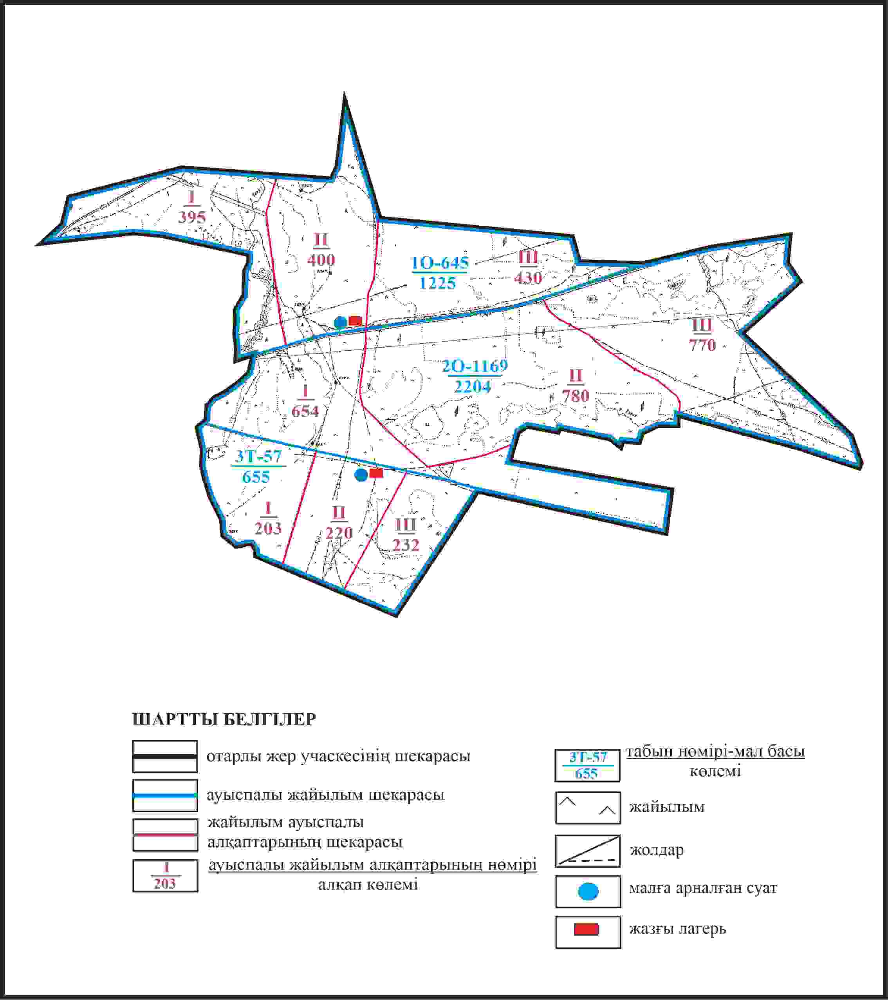 I
395
II
400
1О-645
1225
III
430
III
770
2О-1169
2204
II
780
I
654
3Т-57
655
I
203
II
220
III
232
ШАРТТЫ БЕЛГІЛЕР
отарлы жер учаскесінің шекарасы
ауыспалы жайылым шекарасы
жайылым ауыспалы
алқаптарының шекарасы
I
203
ауыспалы жайылым алқаптарының нөмірі
алқап көлемі
3Т-57
655
табын нөмірі-мал басы
көлемі
жайылым
жолдар
малға арналған суат
жазғы лагерь